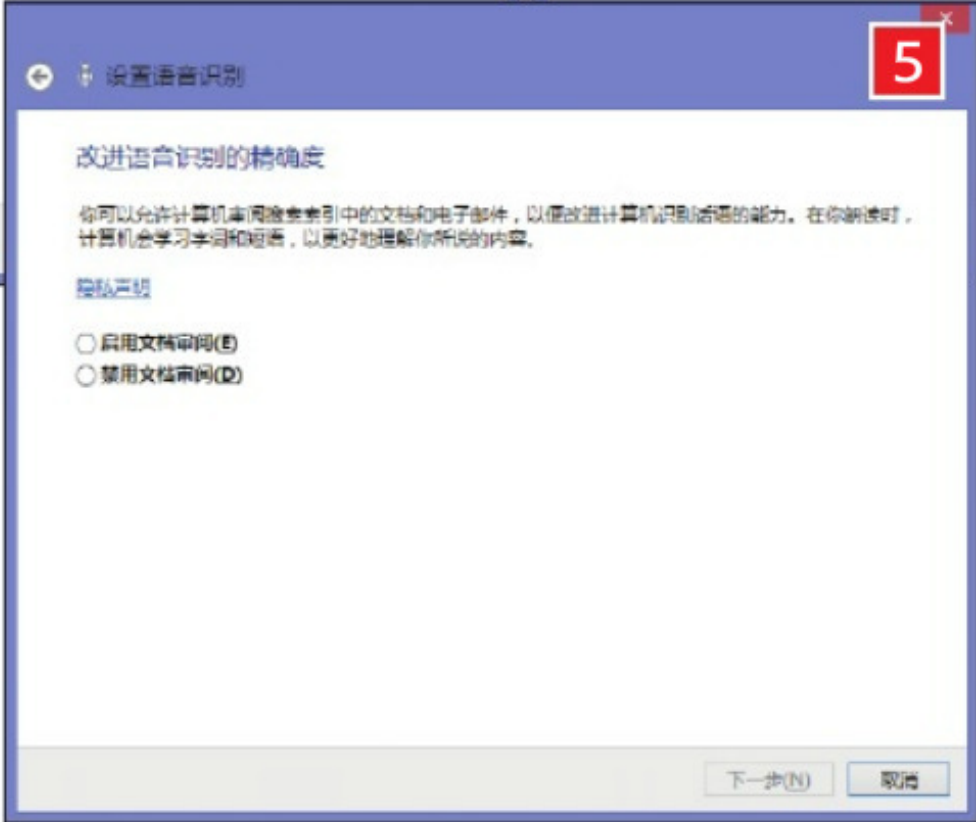 5
设置语音识别
改进语音识别的精确度
你可以允许计算机审阅搜索索引中的文档和电子邮件，以便改进计算机识别话语的能力。在你朗读时，
计算机会学习字词和短语，以更好地理解你所说的内容。
隐私声明
启用文档审阅(E)
禁用文档审阅(D)
下一步(N)
取消